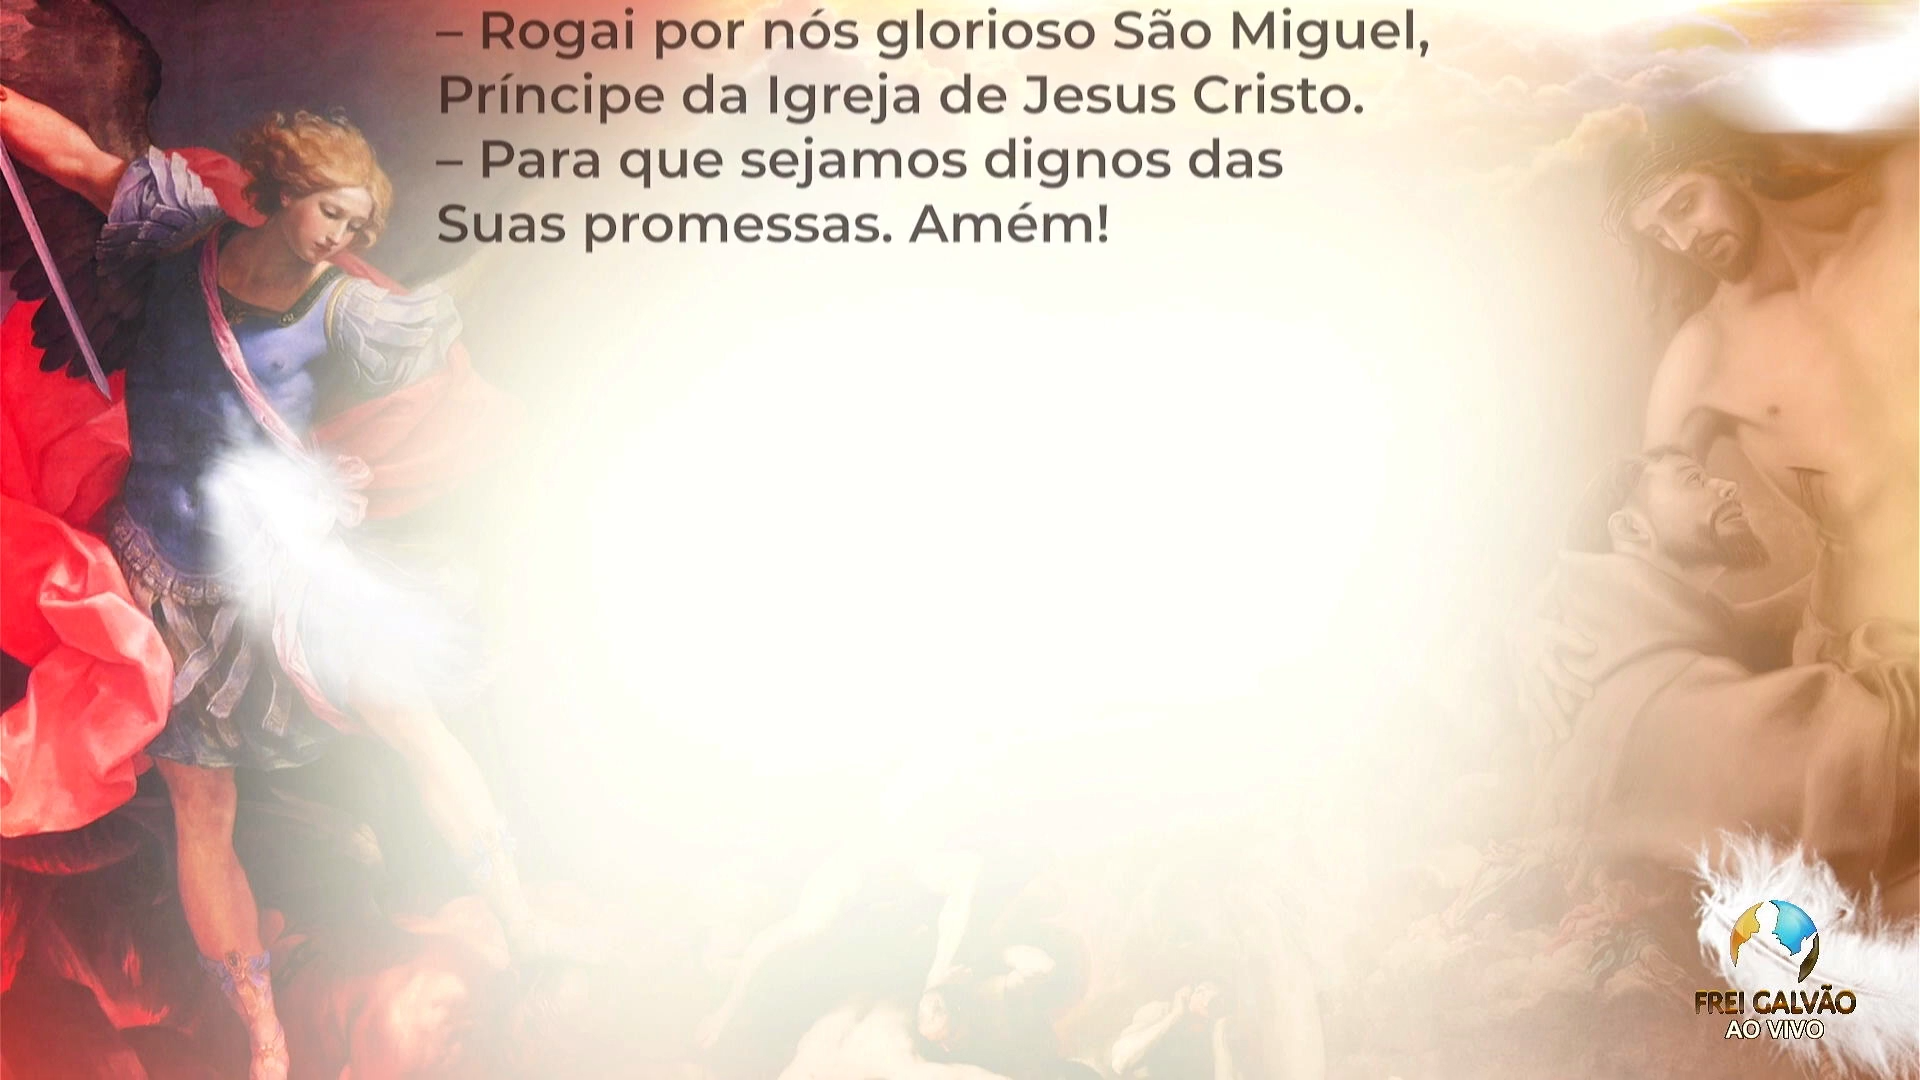 – Rogai por nós glorioso São Miguel,
Príncipe da Igreja de Jesus Cristo.
– Para que sejamos dignos das
Suas promessas. Amém!
FREI GALVÃO
AO VIVO